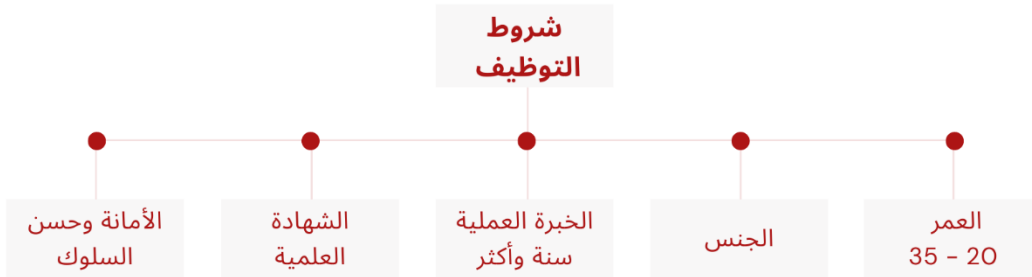 شروط
التوظيف
العمر
20 - 35
الجنس
الخبرة العملية
سنة وأكثر
الشهادة
العلمية
الأمانة وحسن
السلوك